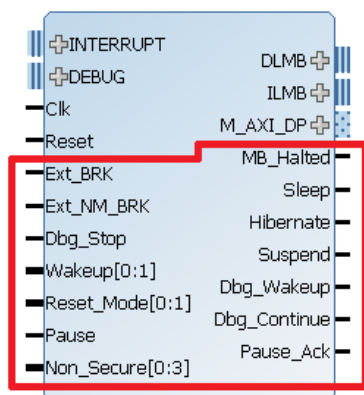 INTERRUPT
DEBUG
Clk
Reset
Ext_BRK
Ext_NM_BRK
Dbg_Stop
Wakeup[0:1]
Reset_Mode[0:1]
Pause
Non_Secure[0:3]
DLMB
ILMB
M_AXI_DP
MB_Halted
Sleep
Hibernate
Suspend
Dbg_Wakeup
Dbg_Continue
Pause_Ack